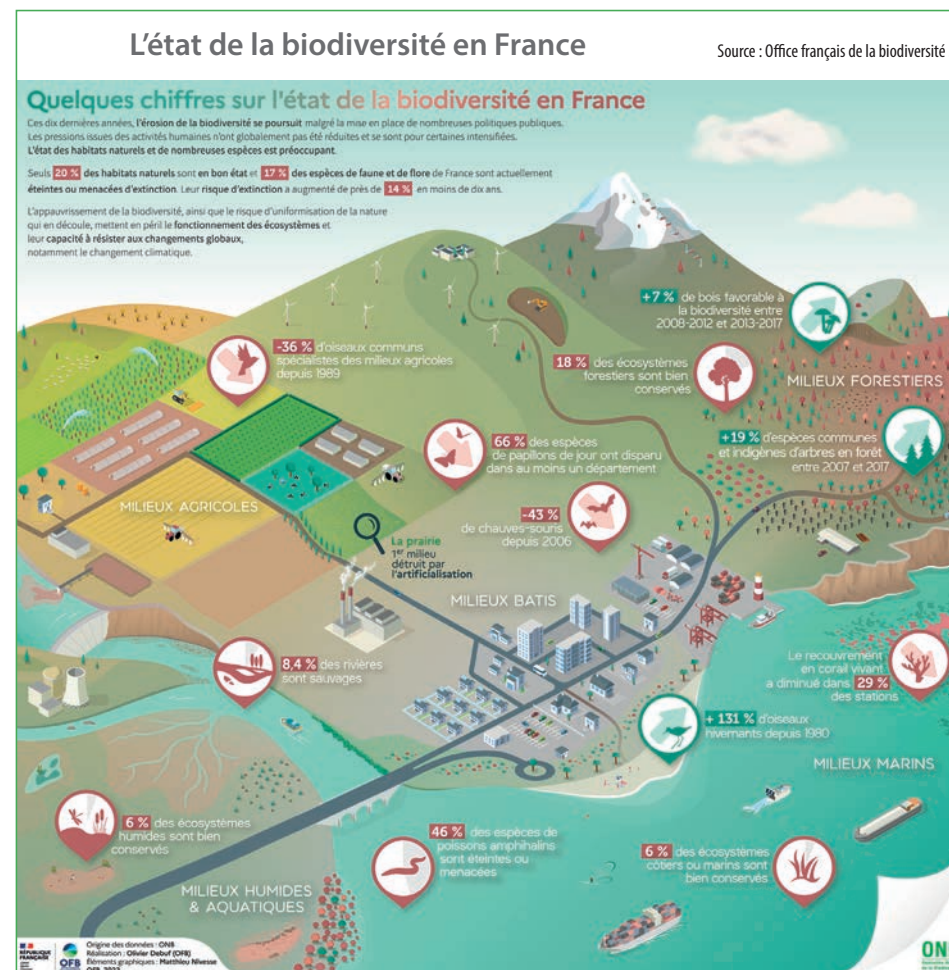 L'état de la biodiversité en France
Source : Office français de la biodiversité
Quelques chiffres sur l'état de la biodiversité en France
Ces dix dernières années, l'érosion de la biodiversité se poursuit malgré la mise en place de nombreuses politiques publiques.
Les pressions issues des activités humaines n'ont globalement pas été réduites et se sont pour certaines intensifiées.
L'état des habitats naturels et de nombreuses espèces est préoccupant.
Seuls 20 % des habitats naturels sont en bon état et 17 % des espèces de faune et de flore de France sont actuellement
éteintes ou menacées d'extinction. Leur risque d'extinction a augmenté de près de 14 % en moins de dix ans.
L'appauvrissement de la biodiversité, ainsi que le risque d'uniformisation de la nature
qui en découle, mettent en péril le fonctionnement des écosystèmes et
leur capacité à résister aux changements globaux,
notamment le changement climatique.
+7 % de bois favorable à
la biodiversité entre
2008-2012 et 2013-2017
-36 % d'oiseaux communs
spécialistes des milieux agricoles
depuis 1989
18 % des écosystèmes
forestiers sont bien
conservés
MILIEUX FORESTIERS
66 % des espèces
de papillons de jour ont disparu
dans au moins un département
+19 % d'espèces communes
et indigènes d'arbres en forêt
entre 2007 et 2017
MILIEUX AGRICOLES
-43 %
de chauves-souris
depuis 2006
La prairie
1er milieu
détruit par
l'artificialisation
MILIEUX BATIS
8,4 % des rivières
sont sauvages
Le recouvrement
en corail vivant
a diminué dans 29 %
des stations
+ 131 % d'oiseaux
hivernants depuis 1980
MILIEUX MARINS
6 % des écosystèmes
humides sont bien
conservés
46 % des espèces de
poissons amphihalins
sont éteintes ou
menacées
6 % des écosystèmes
côtiers ou marins sont
bien conservés
MILIEUX HUMIDES
& AQUATIQUES
RÉPUBLIQUE
FRANÇAISE
OFB
Origine des données : ONB
Réalisation : Olivier Debuf (OFB)
Éléments graphiques : Matthieu Nivesse
OFB, 2022
ON